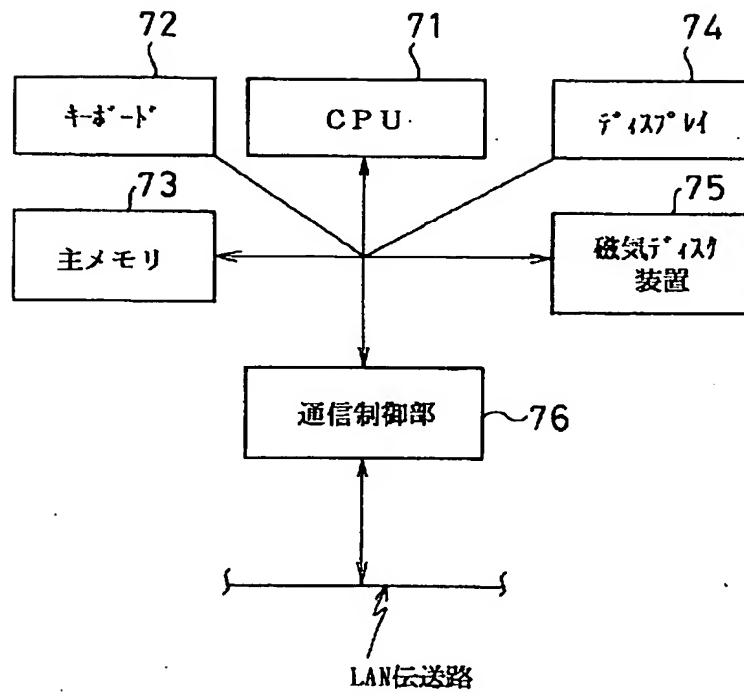 72
71
74
ｷｰﾎﾞｰﾄﾞ
CPU
ﾃﾞｨｽﾌﾟﾚｲ
73
75
主メモリ
磁気ﾃﾞｨｽｸ
装置
通信制御部
76
LAN伝送路